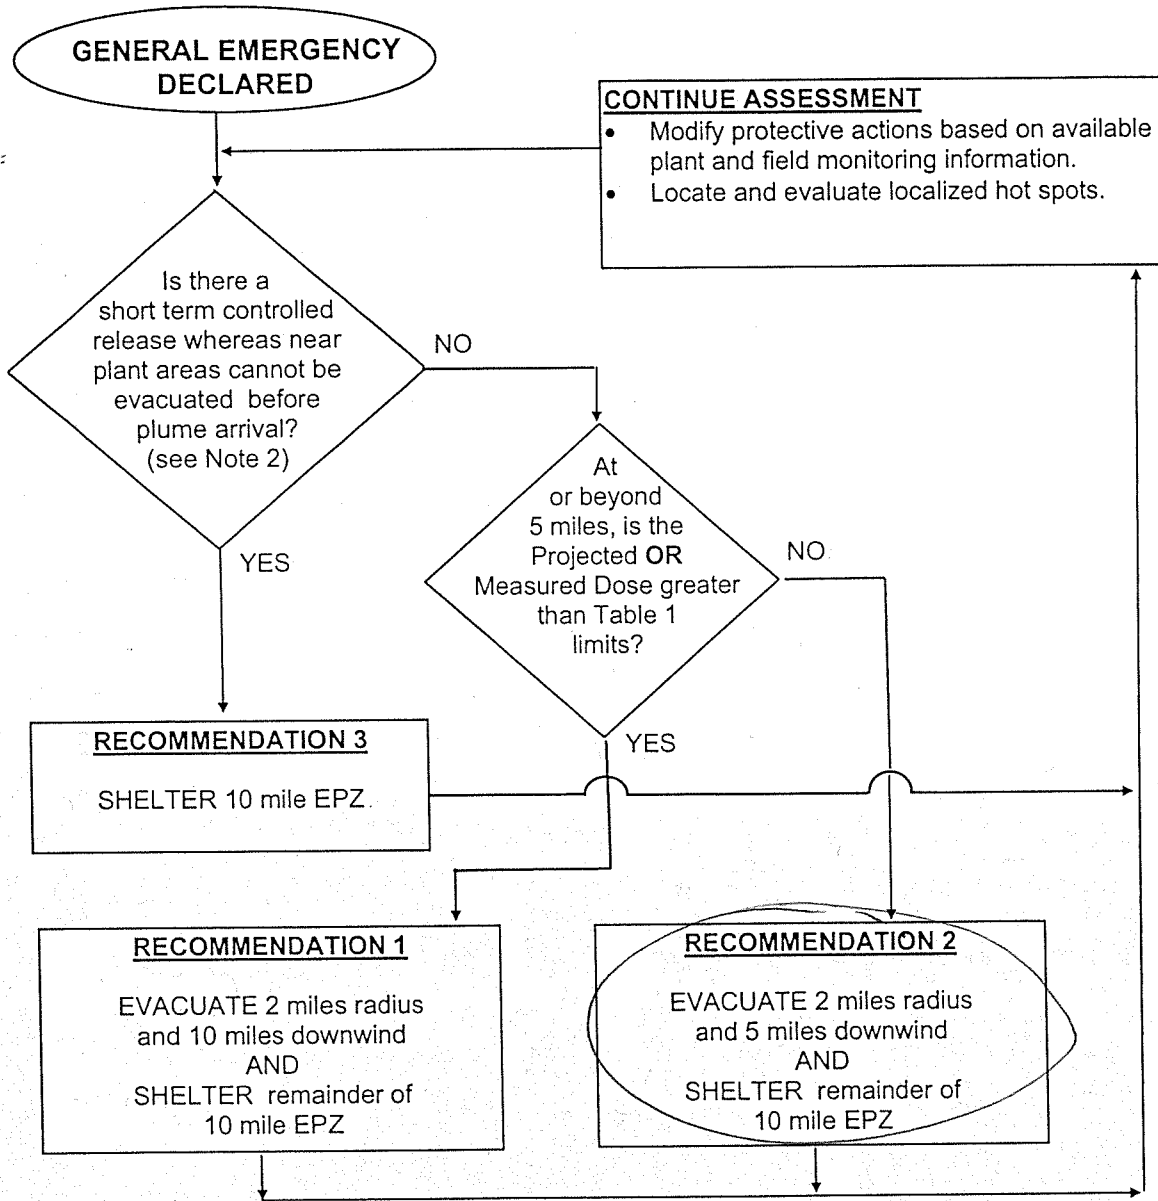 GENERAL EMERGENCY
DECLARED
CONTINUE ASSESSMENT
• Modify protective actions based on available
plant and field monitoring information.
• Locate and evaluate localized hot spots.
Is there a
short term controlled
release whereas near
plant areas cannot be
evacuated before
plume arrival?
(see Note 2)
NO
YES
At
or beyond
5 miles, is the
Projected OR
Measured Dose greater
than Table 1
limits?
NO
YES
RECOMMENDATION 3
SHELTER 10 mile EPZ.
RECOMMENDATION 1
EVACUATE 2 miles radius
and 10 miles downwind
AND
SHELTER remainder of
10 mile EPZ
RECOMMENDATION 2
EVACUATE 2 miles radius
and 5 miles downwind
AND
SHELTER remainder of
10 mile EPZ